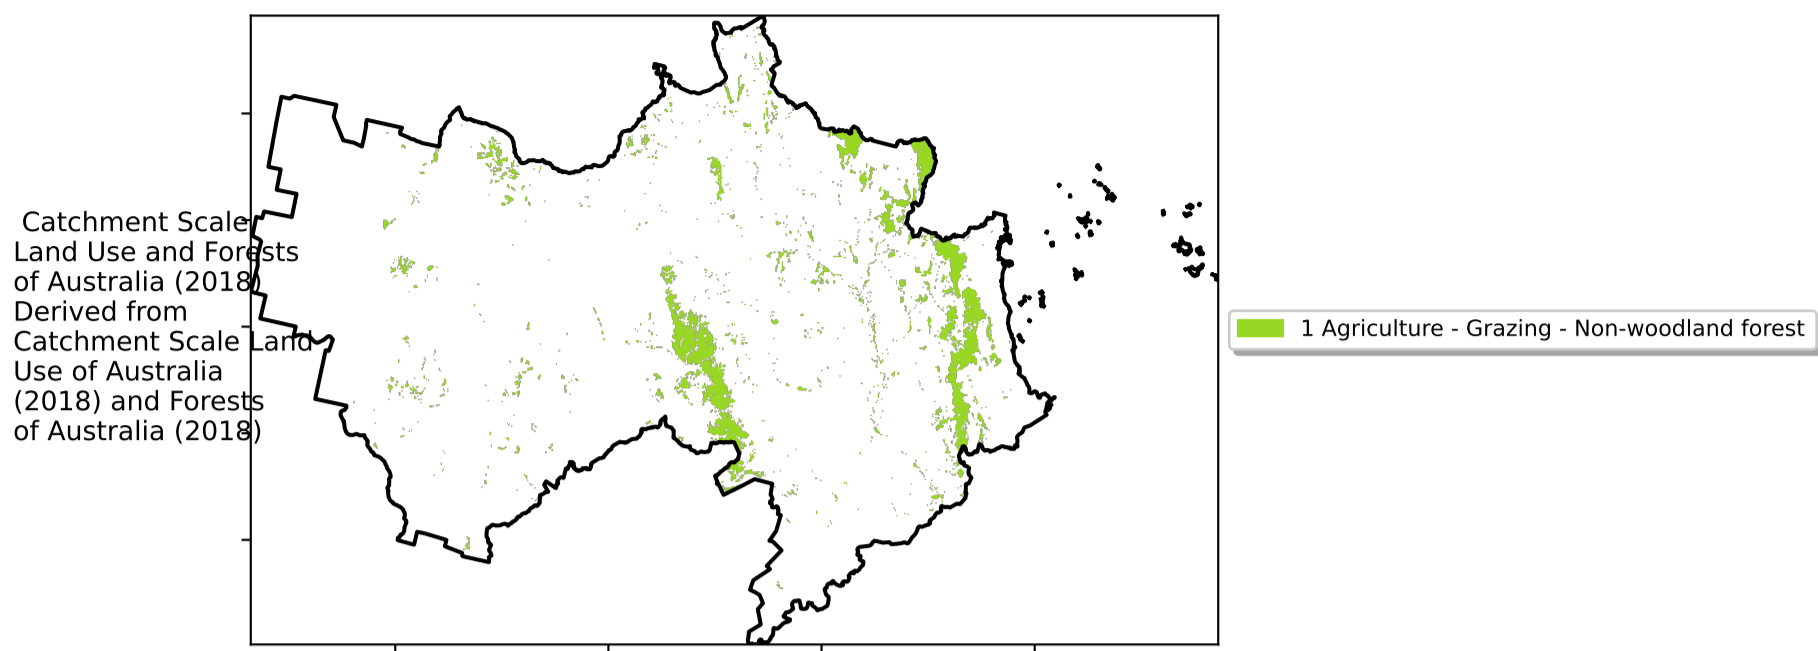 Catchment Scale
Land Use and Forests
of Australia (2018)
Derived from
Catchment Scale Land
Use of Australia
(2018) and Forests
of Australia (2018)
1 Agriculture - Grazing - Non-woodland forest